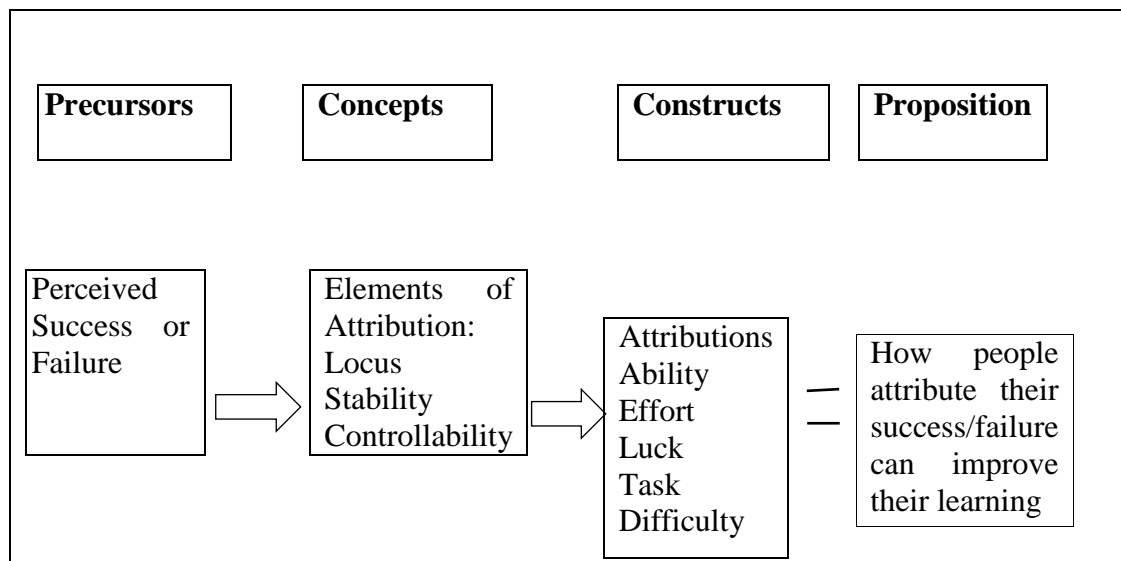 Precursors
Concepts
Constructs
Proposition
Perceived
Success or
Failure
Elements of
Attribution:
Locus
Stability
Controllability
Attributions
Ability
Effort
Luck
Task
Difficulty
How people
attribute their
success/failure
can improve
their learning